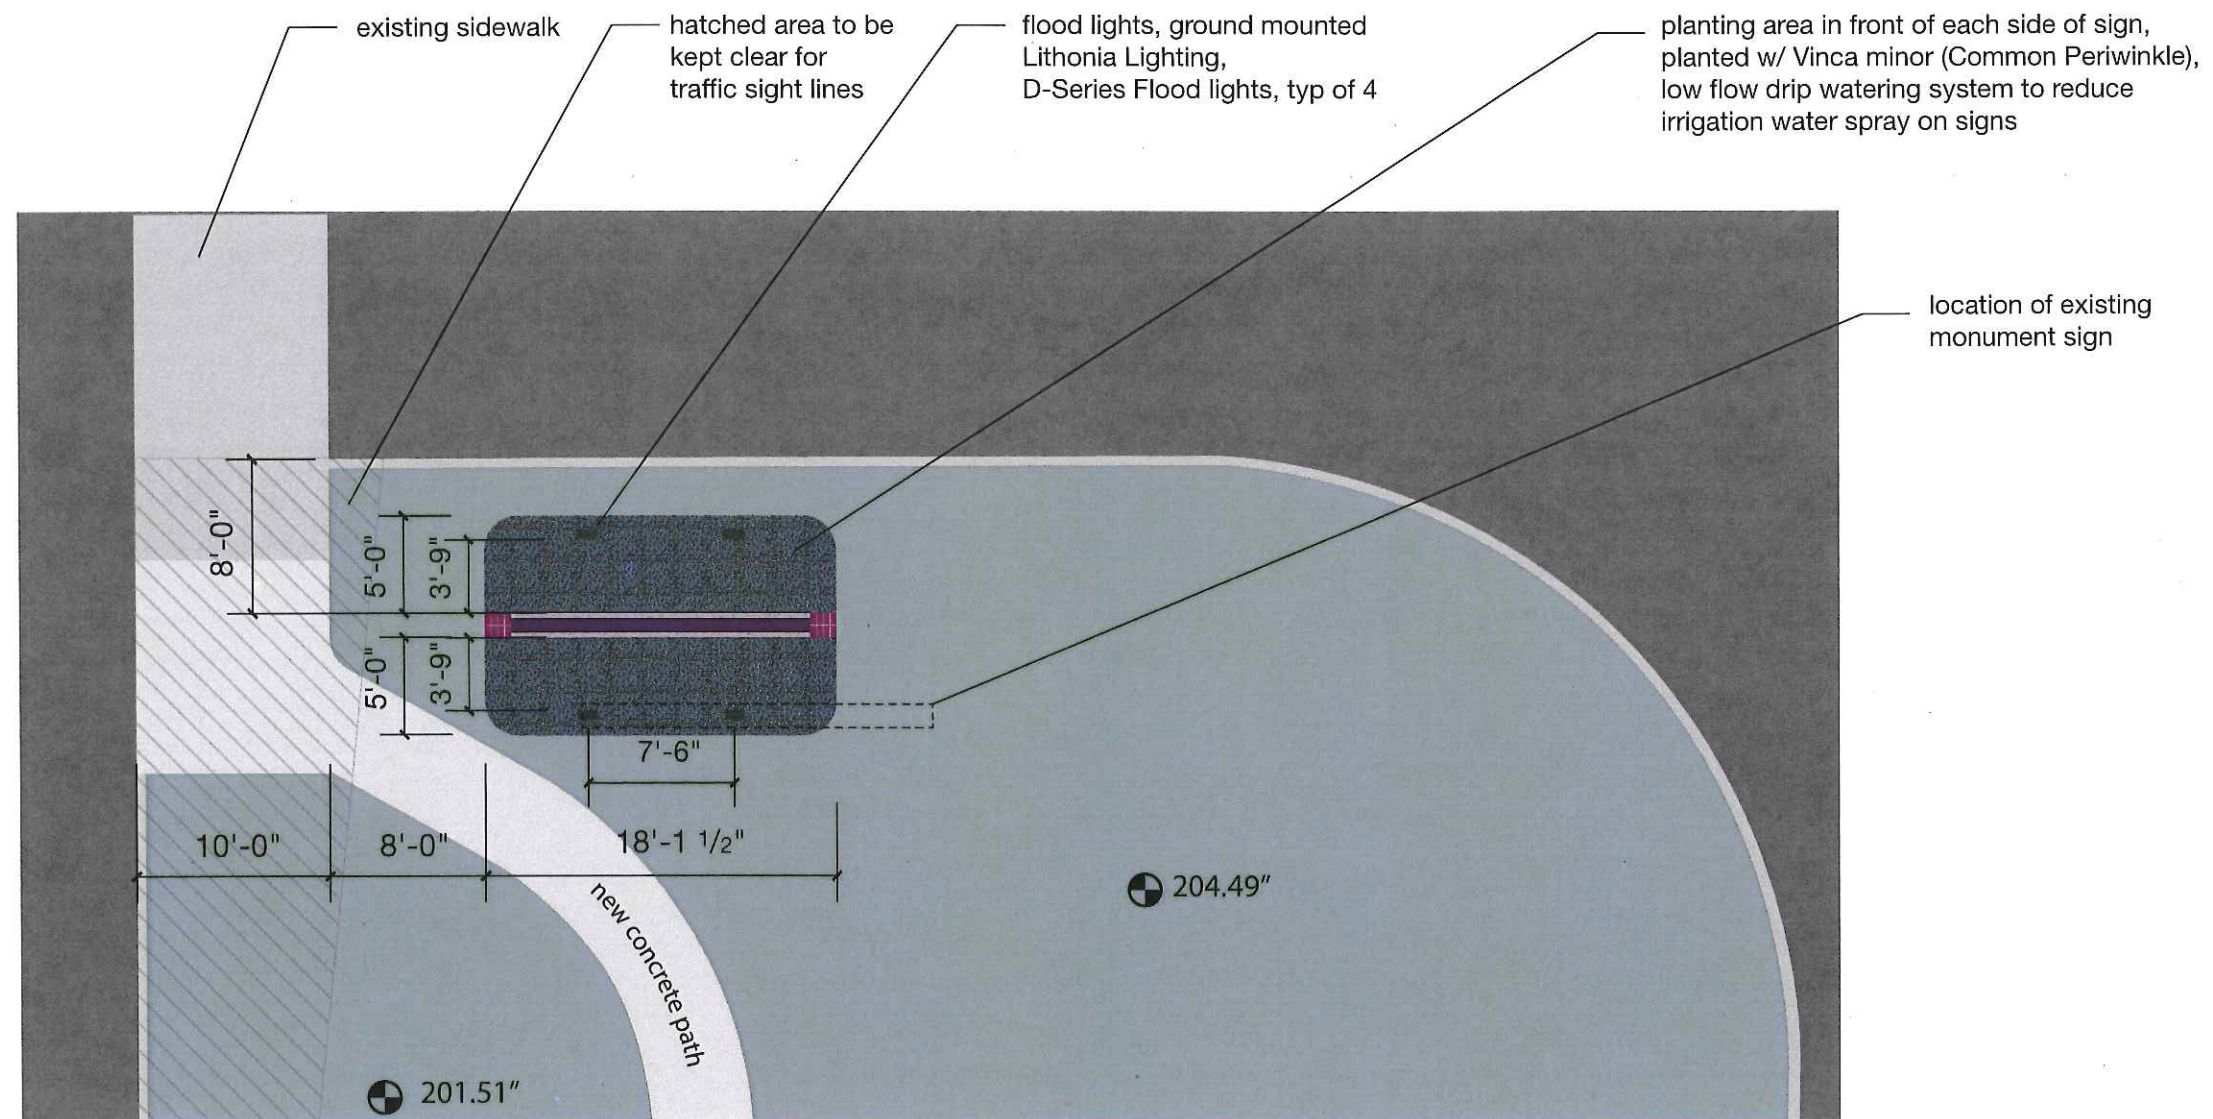 existing sidewalk
hatched area to be
kept clear for
traffic sight lines
flood lights, ground mounted
Lithonia Lighting,
D-Series Flood lights, typ of 4
planting area in front of each side of sign,
planted w/ Vinca minor (Common Periwinkle),
low flow drip watering system to reduce
irrigation water spray on signs
location of existing
monument sign
8'-0"
5'-0"
3'-9"
5'-0"
3'-9"
7'-6"
10'-0"
8'-0"
18'-1 1/2"
204.49"
new concrete path
201.51"